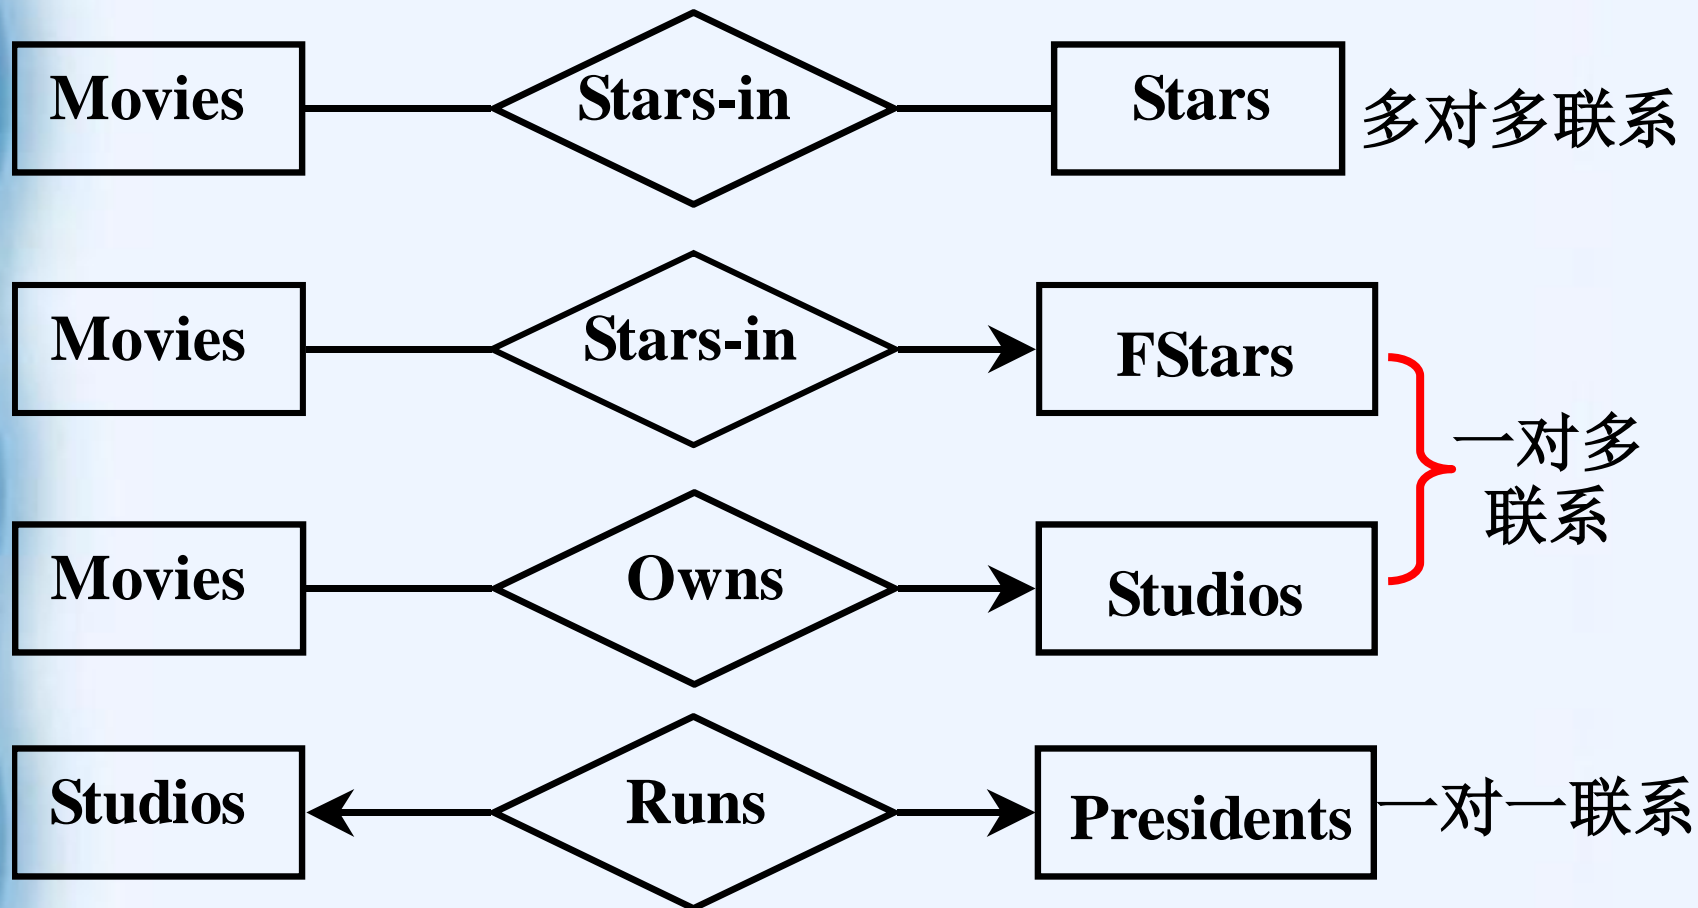 Movies Stars-in Stars 多对多联系
Movies Stars-in FStars
一对多
联系
Movies Owns Studios
Studios Runs Presidents 一对一联系